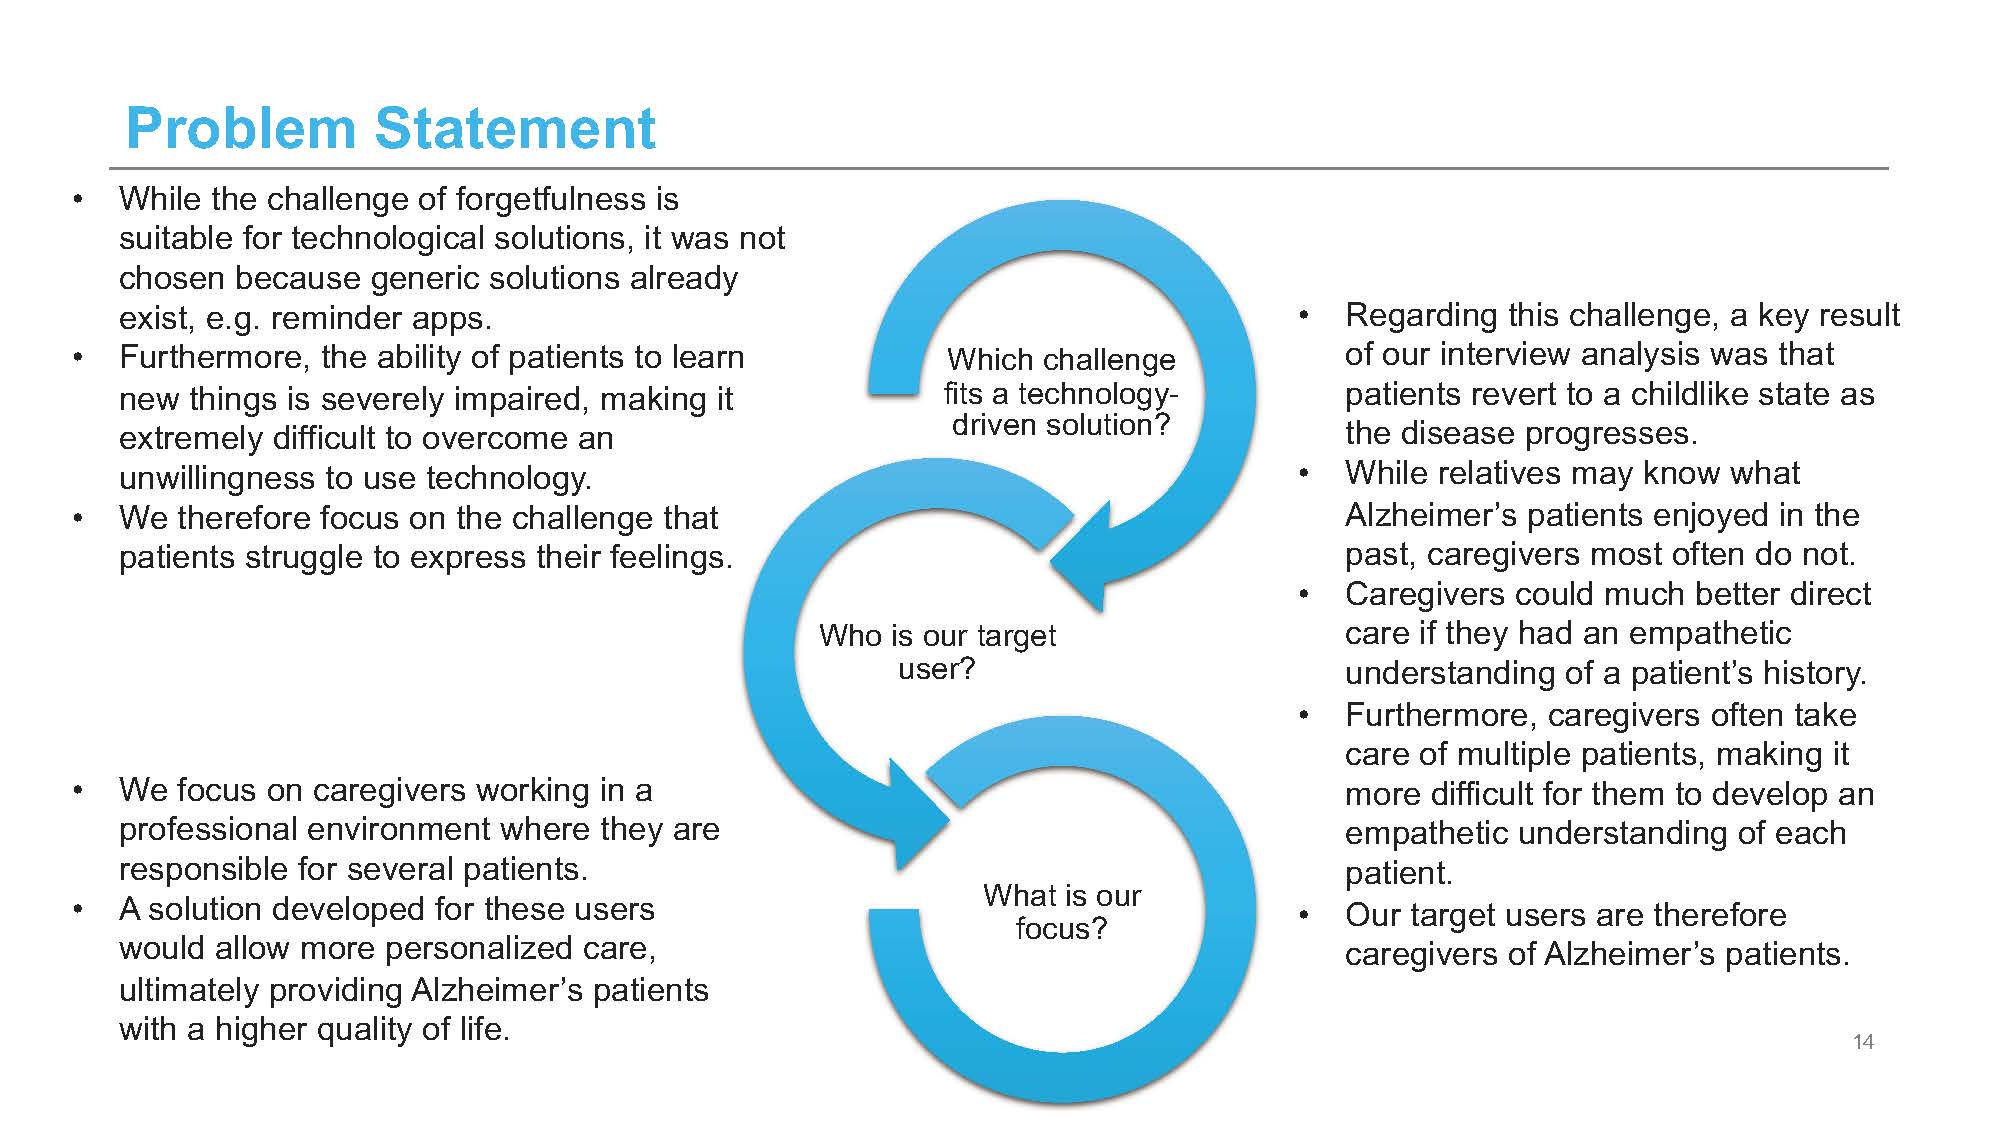 Problem Statement
• While the challenge of forgetfulness is
suitable for technological solutions, it was not
chosen because generic solutions already
exist, e.g. reminder apps.
• Furthermore, the ability of patients to learn
new things is severely impaired, making it
extremely difficult to overcome an
unwillingness to use technology.
• We therefore focus on the challenge that
patients struggle to express their feelings.
Which challenge
fits a technology-
driven solution?
• Regarding this challenge, a key result
of our interview analysis was that
patients revert to a childlike state as
the disease progresses.
• While relatives may know what
Alzheimer’s patients enjoyed in the
past, caregivers most often do not.
• Caregivers could much better direct
care if they had an empathetic
understanding of a patient’s history.
• Furthermore, caregivers often take
care of multiple patients, making it
more difficult for them to develop an
empathetic understanding of each
patient.
• Our target users are therefore
caregivers of Alzheimer’s patients.
Who is our target
user?
• We focus on caregivers working in a
professional environment where they are
responsible for several patients.
• A solution developed for these users
would allow more personalized care,
ultimately providing Alzheimer’s patients
with a higher quality of life.
What is our
focus?
14